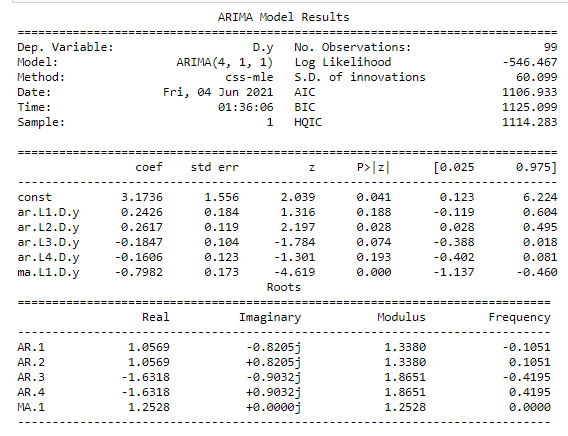 ARIMA Model Results
==============================================================================
Dep. Variable:                    D.y   No. Observations:                   99
Model:                 ARIMA(4, 1, 1)   Log Likelihood                -546.467
Method:                       css-mle   S.D. of innovations             60.099
Date:                Fri, 04 Jun 2021   AIC                           1106.933
Time:                        01:36:06   BIC                           1125.099
Sample:                             1   HQIC                          1114.283
==============================================================================
coef    std err          z      P>|z|      [0.025      0.975]
------------------------------------------------------------------------------
const          3.1736      1.556      2.039      0.041       0.123       6.224
ar.L1.D.y      0.2426      0.184      1.316      0.188      -0.119       0.604
ar.L2.D.y      0.2617      0.119      2.197      0.028       0.028       0.495
ar.L3.D.y     -0.1847      0.104     -1.784      0.074      -0.388       0.018
ar.L4.D.y     -0.1606      0.123     -1.301      0.193      -0.402       0.081
ma.L1.D.y     -0.7982      0.173     -4.619      0.000      -1.137      -0.460
Roots
=============================================================================
Real          Imaginary           Modulus         Frequency
-----------------------------------------------------------------------------
AR.1            1.0569           -0.8205j            1.3380           -0.1051
AR.2            1.0569           +0.8205j            1.3380            0.1051
AR.3           -1.6318           -0.9032j            1.8651           -0.4195
AR.4           -1.6318           +0.9032j            1.8651            0.4195
MA.1            1.2528           +0.0000j            1.2528            0.0000
-----------------------------------------------------------------------------